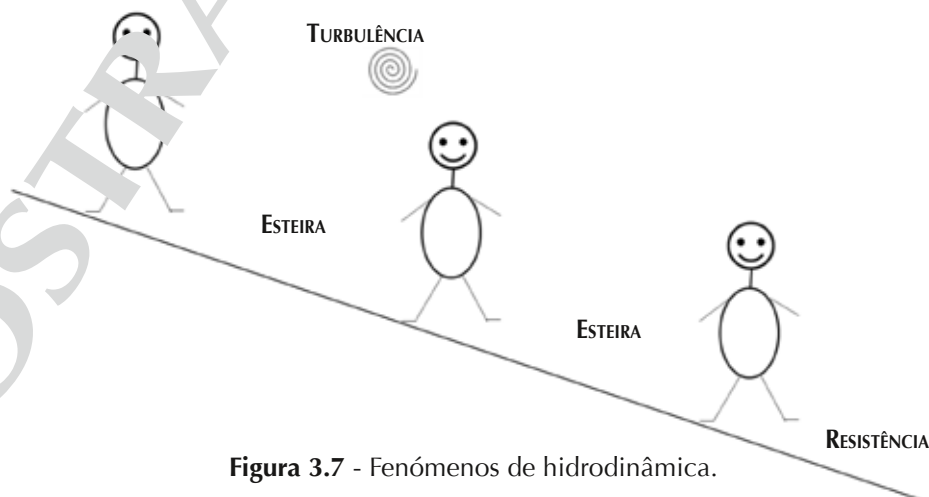 TURBULÊNCIA
ESTEIRA
ESTEIRA
RESISTÊNCIA
Figura 3.7 - Fenómenos de hidrodinâmica.